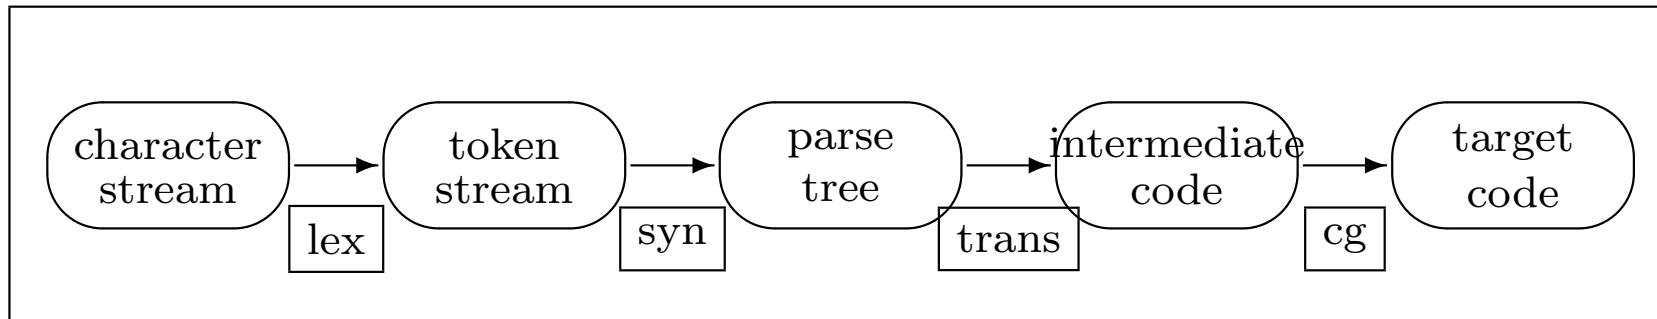 character
stream
token
stream
parse
tree
intermediate
code
target
code
lex
syn
trans
cg